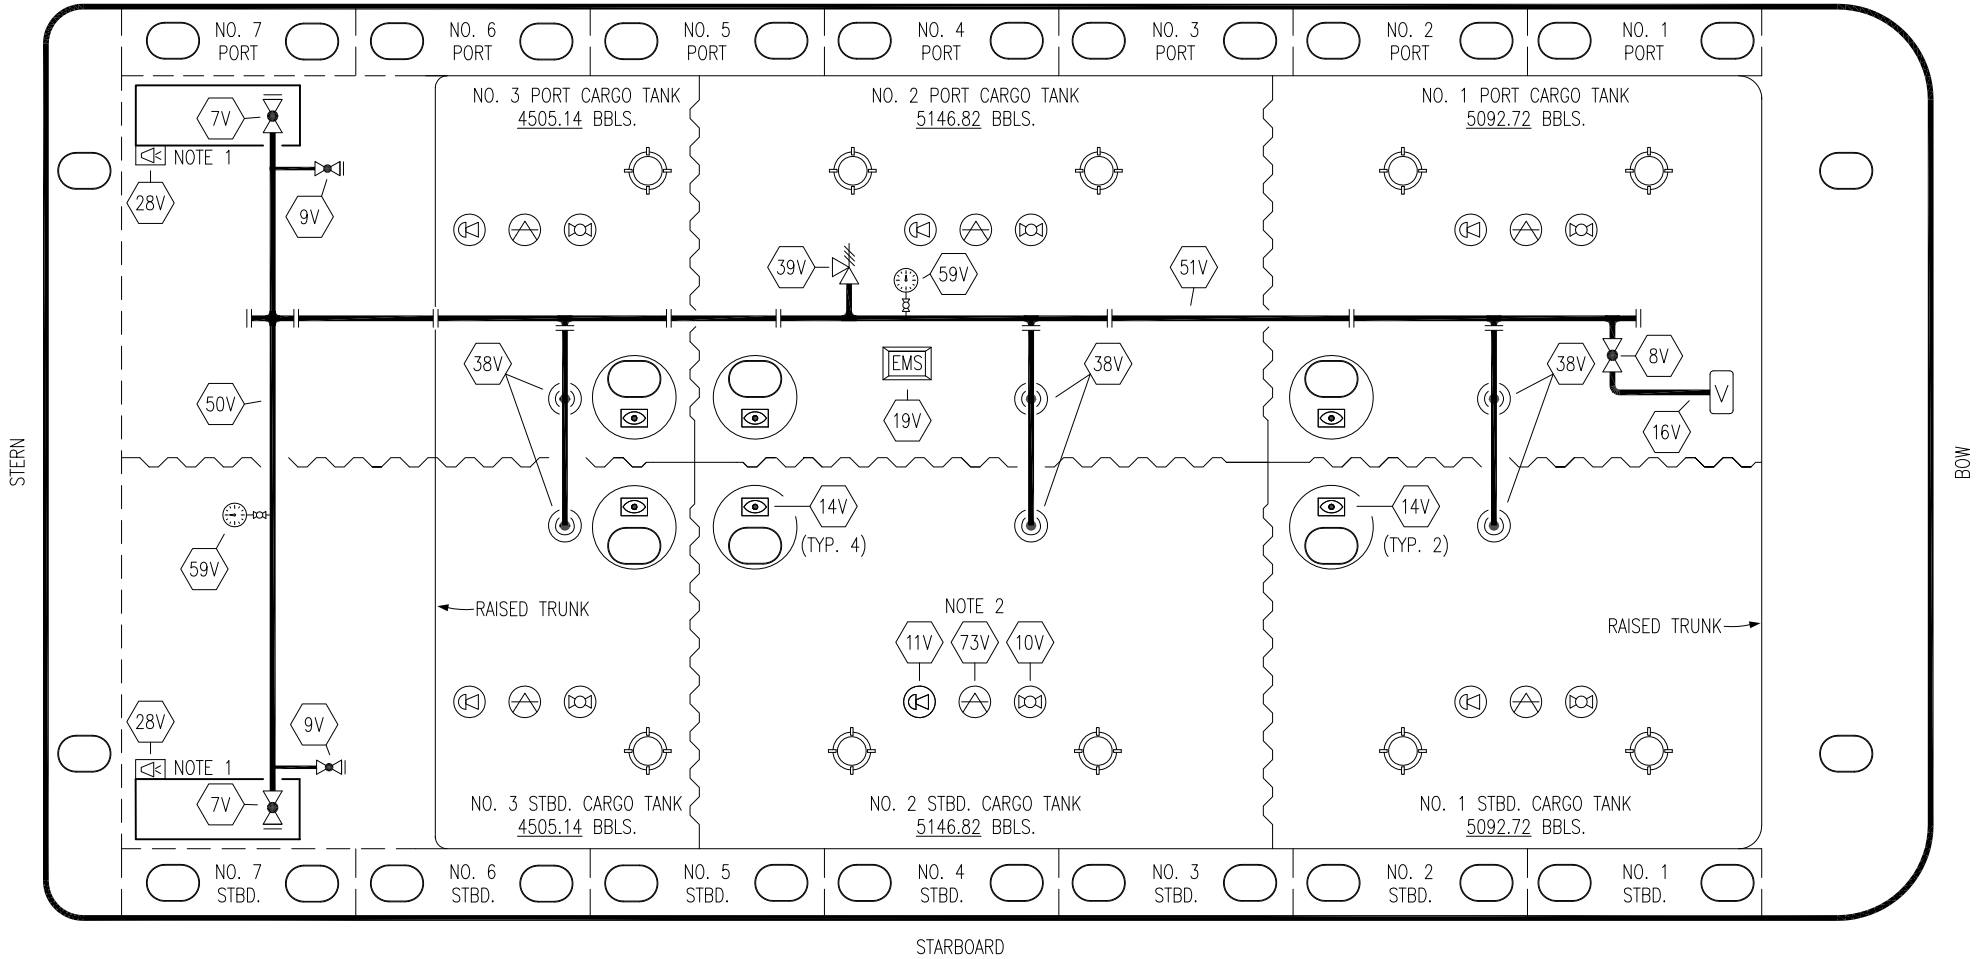 NO. 7
PORT
NO. 6
PORT
NO. 5
PORT
NO. 4
PORT
NO. 3
PORT
NO. 2
PORT
NO. 1
PORT
NO. 3 PORT CARGO TANK
4505.14 BBLS.
NO. 2 PORT CARGO TANK
5146.82 BBLS.
NO. 1 PORT CARGO TANK
5092.72 BBLS.
7V
NOTE 1
28V
9V
39V
59V
51V
38V
EMS
19V
38V
38V
8V
V
16V
50V
STERN
BOW
14V
(TYP. 4)
14V
(TYP. 2)
59V
RAISED TRUNK
NOTE 2
11V
73V
10V
RAISED TRUNK
28V
9V
NOTE 1
7V
NO. 3 STBD. CARGO TANK
4505.14 BBLS.
NO. 2 STBD. CARGO TANK
5146.82 BBLS.
NO. 1 STBD. CARGO TANK
5092.72 BBLS.
NO. 7
STBD.
NO. 6
STBD.
NO. 5
STBD.
NO. 4
STBD.
NO. 3
STBD.
NO. 2
STBD.
NO. 1
STBD.
STARBOARD